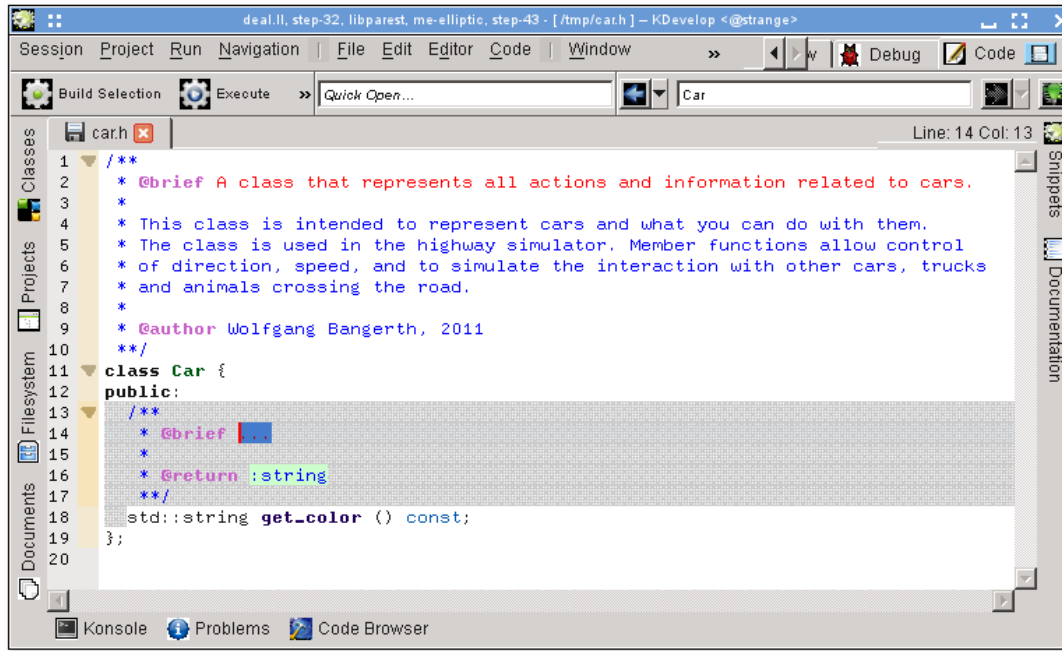 deal.II, step-32, libparest, me-elliptic, step-43 - [ /tmp/car.h ] – KDevelop <@strange>
Session Project Run Navigation File Edit Editor Code Window » Debug Code
Build Selection Execute » Quick Open... Car
car.h Line: 14 Col: 13
1 /**
2 * @brief A class that represents all actions and information related to cars.
3 *
4 * This class is intended to represent cars and what you can do with them.
5 * The class is used in the highway simulator. Member functions allow control
6 * of direction, speed, and to simulate the interaction with other cars, trucks
7 * and animals crossing the road.
8 *
9 * @author Wolfgang Bangerth, 2011
10 **/
11 class Car {
12 public:
13 /**
14 * @brief ...
15 *
16 * @return :string
17 **/
18 std::string get_color () const;
19 };
20
Classes
Projects
Filesystem
Documents
Snippets
Documentation
Konsole Problems Code Browser